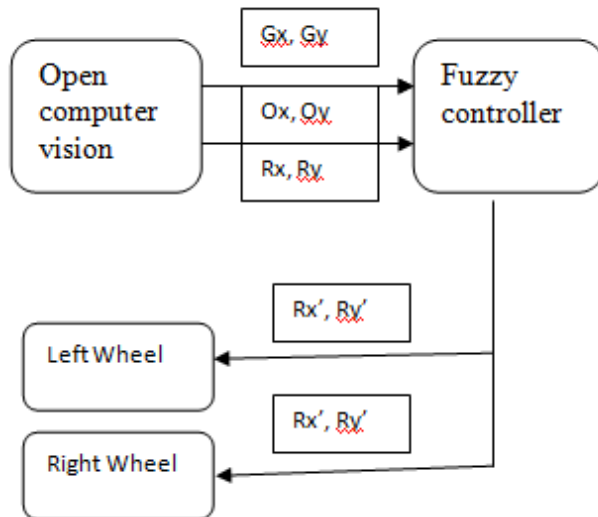 Gx, Gy
Open
computer
vision
Ox, Oy
Rx, Ry
Fuzzy
controller
Rx’, Ry’
Left Wheel
Rx’, Ry’
Right Wheel